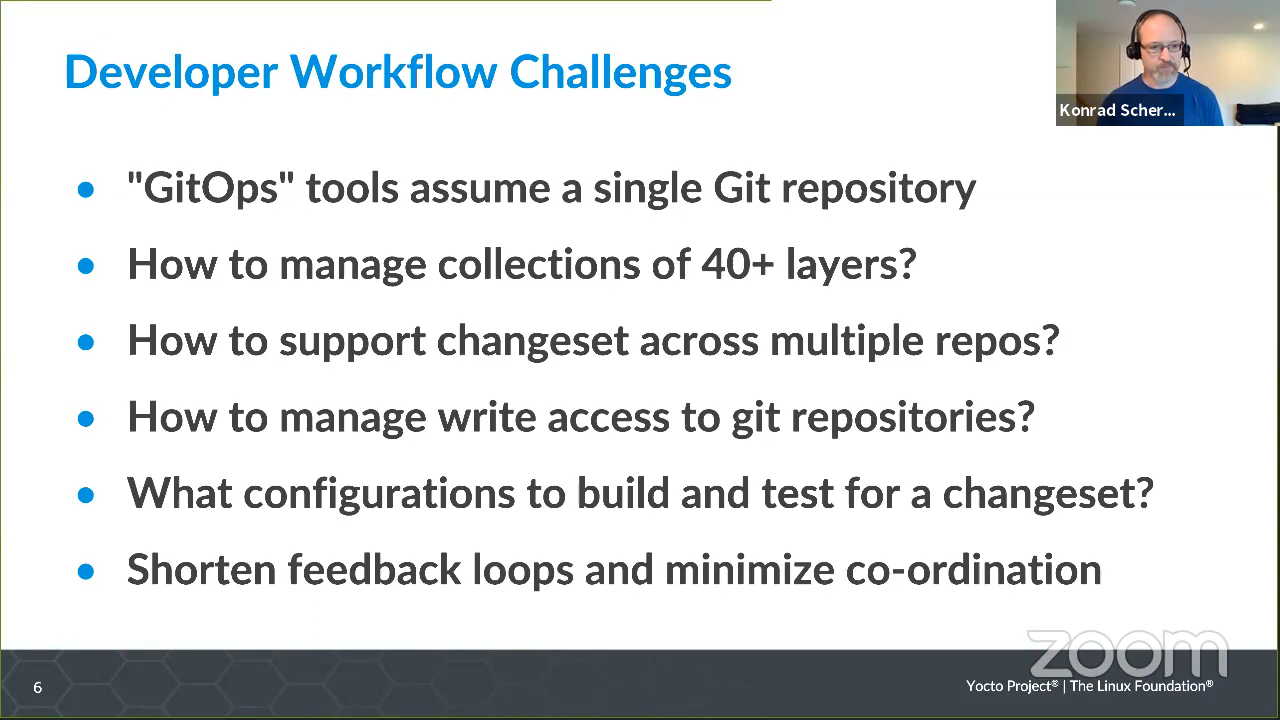 Developer Workflow Challenges
Konrad Scher...
"GitOps" tools assume a single Git repository
How to manage collections of 40+ layers?
How to support changeset across multiple repos?
How to manage write access to git repositories?
What configurations to build and test for a changeset?
Shorten feedback loops and minimize co-ordination
zoom
6
Yocto Project® | The Linux Foundation®